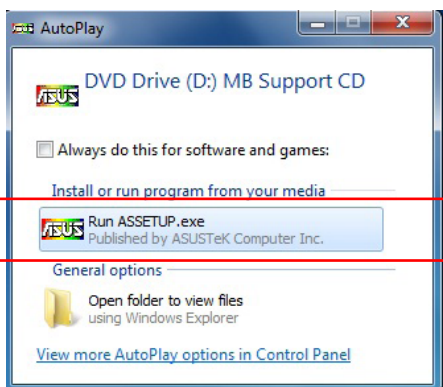 AutoPlay
DVD Drive (D:) MB Support CD
ASUS
Always do this for software and games:
Install or run program from your media
Run ASSETUP.exe
ASUS
Published by ASUSTeK Computer Inc.
General options
Open folder to view files
using Windows Explorer
View more AutoPlay options in Control Panel